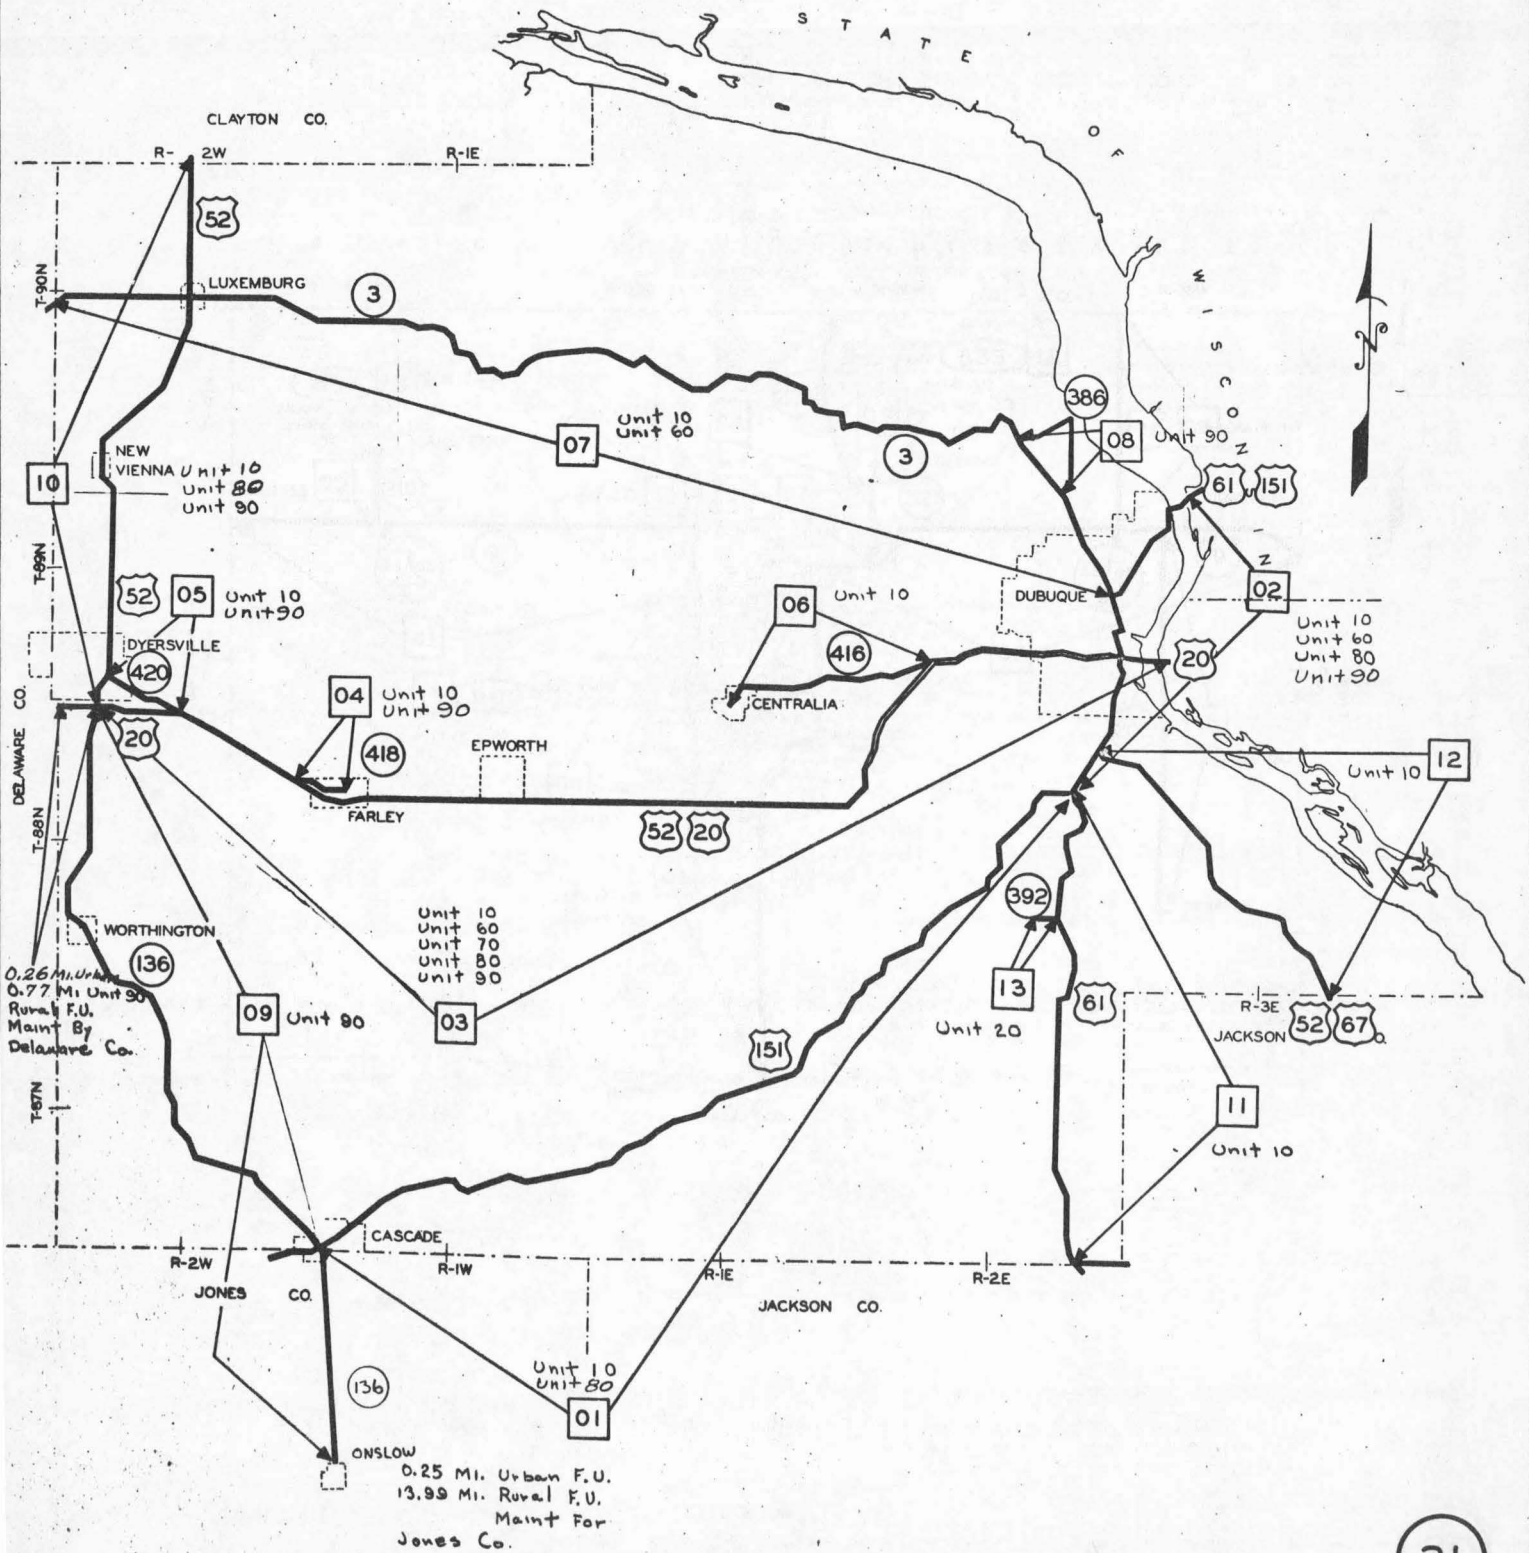 STATE
OF
WISCONSIN
CLAYTON CO.
R- 2W
R-1E
52
T-90N
LUXEMBURG
3
386
07
Unit 10
Unit 60
08
Unit 90
3
61
151
NEW
VIENNA
10
Unit 10
Unit 80
Unit 90
N
T-89N
52
05
Unit 10
Unit 90
06
Unit 10
DUBUQUE
02
Unit 10
Unit 60
Unit 80
Unit 90
DYERSVILLE
420
416
20
04
Unit 10
Unit 90
CENTRALIA
DELAWARE CO.
20
418
EPWORTH
12
Unit 10
T-88N
FARLEY
52
20
392
WORTHINGTON
136
Unit 10
Unit 60
Unit 70
Unit 80
Unit 90
0.26 Mi. Urban
0.77 Mi Unit 90
Rural F.U.
Maint By
Delaware Co.
09
Unit 90
03
13
Unit 20
61
R-3E
JACKSON
52
67
O.
151
T-87N
11
Unit 10
CASCADE
R-2W
R-1W
R-1E
R-2E
JONES CO.
JACKSON CO.
136
Unit 10
Unit 80
01
ONSLOW
0.25 Mi. Urban F.U.
13.99 Mi. Rural F.U.
Maint For
Jones Co.